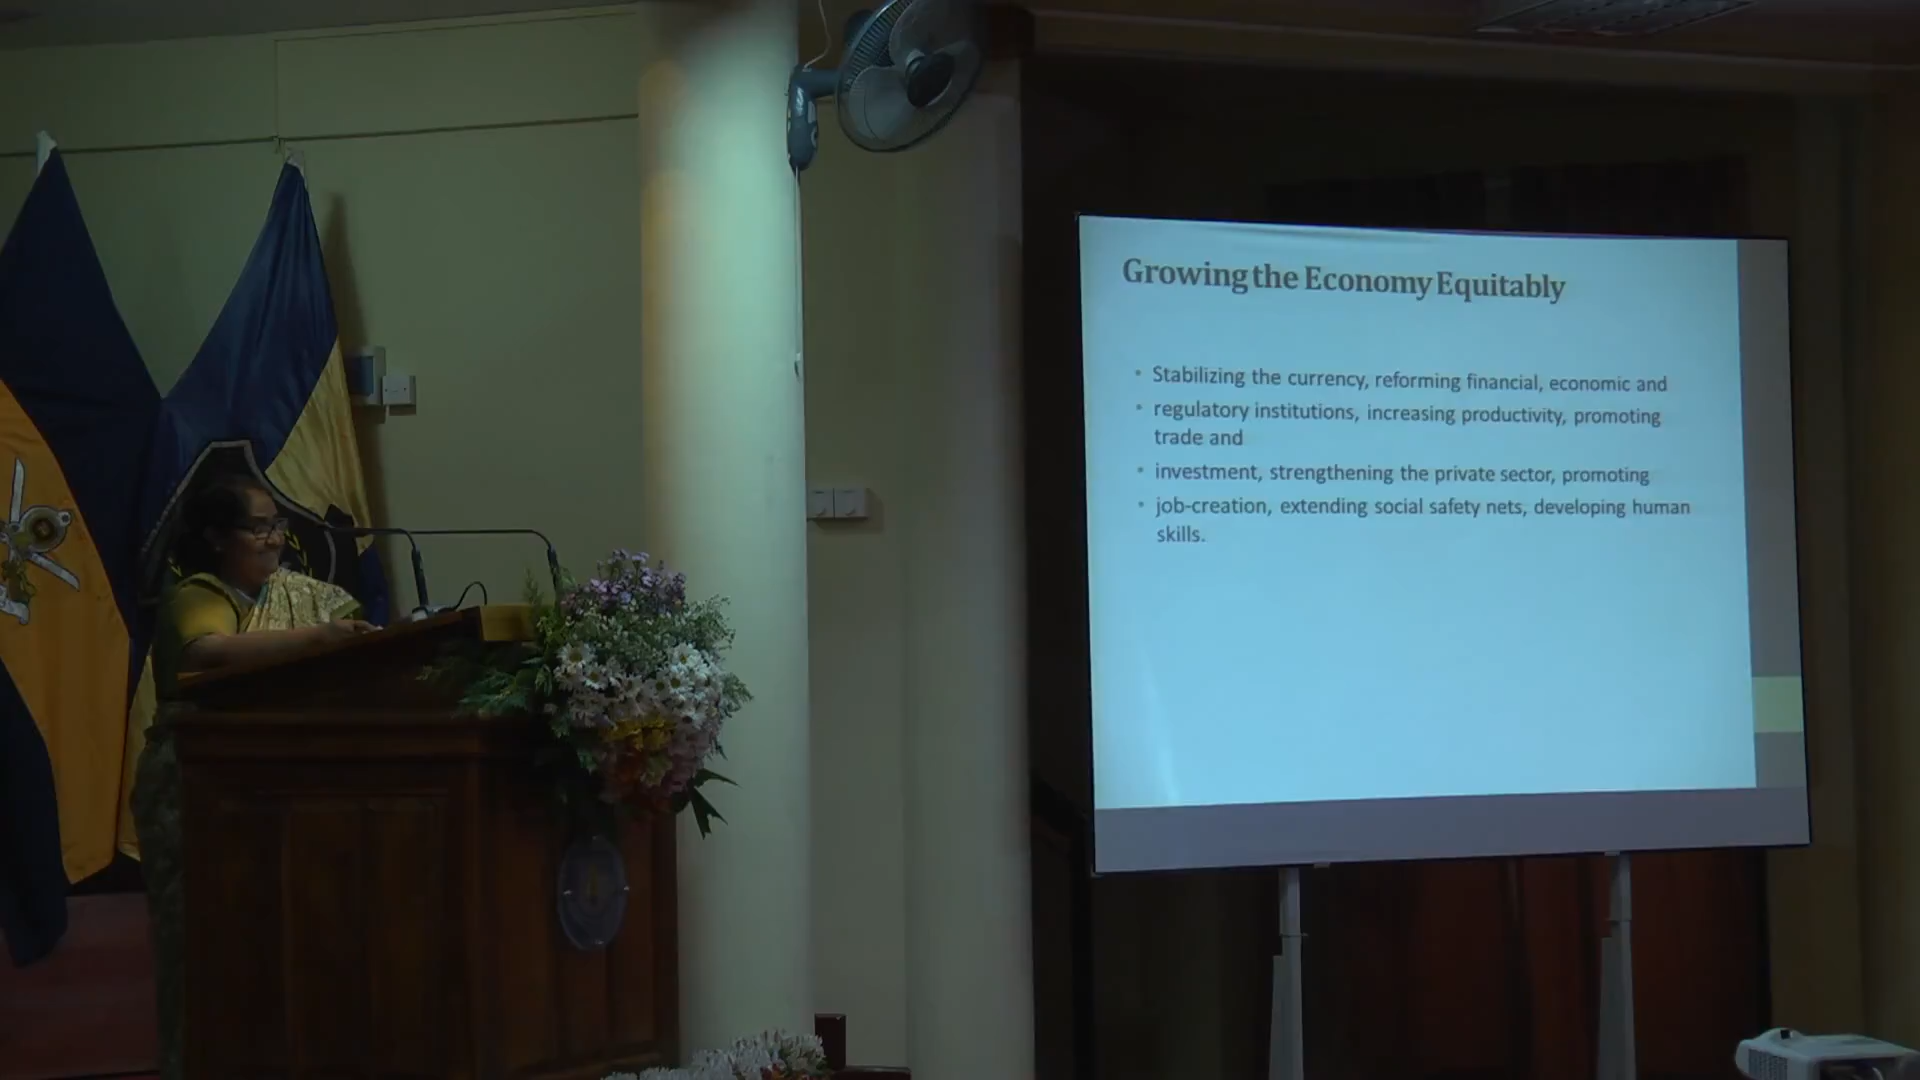 Growing the Economy Equitably
• Stabilizing the currency, reforming financial, economic and
• regulatory institutions, increasing productivity, promoting
trade and
• investment, strengthening the private sector, promoting
• job-creation, extending social safety nets, developing human
skills.